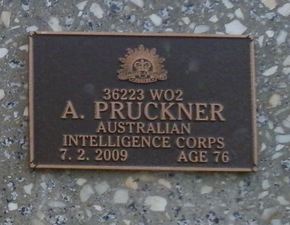 36223 WO2
A. PRUCKNER
AUSTRALIAN
INTELLIGENCE CORPS
7. 2. 2009 AGE 76